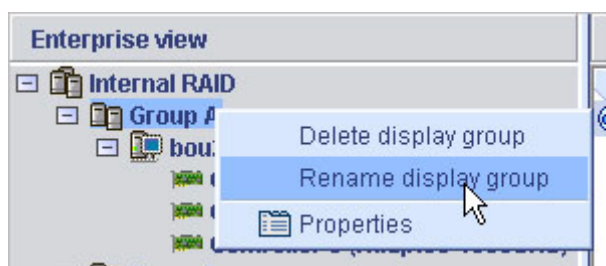 Enterprise view
Internal RAID
Group A
Delete display group
Rename display group
Properties